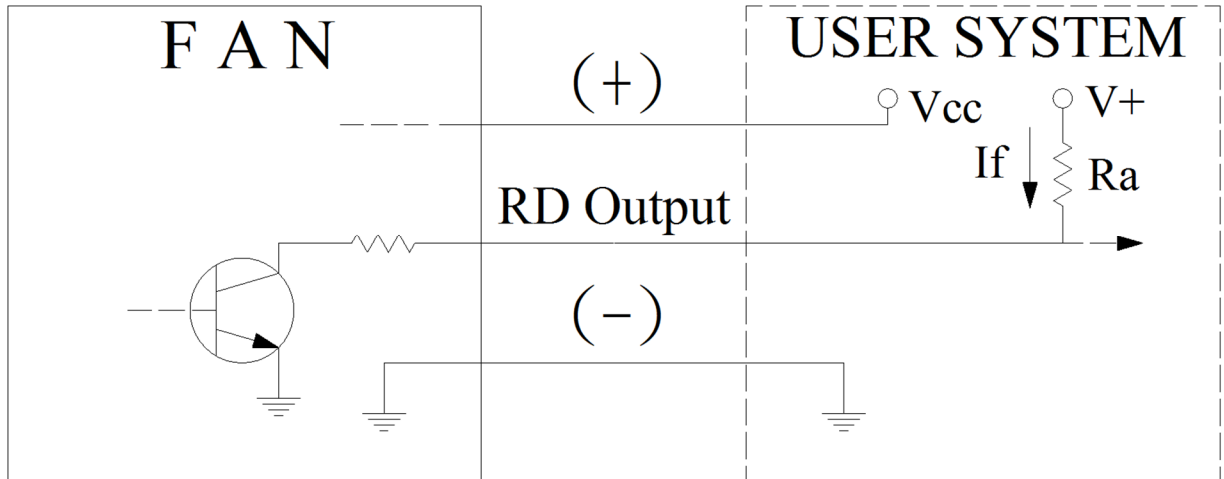 F A N
USER SYSTEM
(+)
Vcc
V+
If
Ra
RD Output
(-)